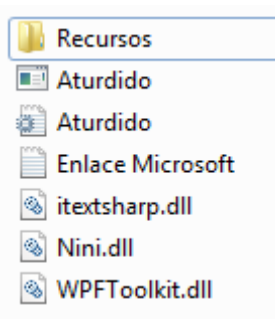 Recursos
Aturdido
Aturdido
Enlace Microsoft
itextsharp.dll
Nini.dll
WPFToolkit.dll